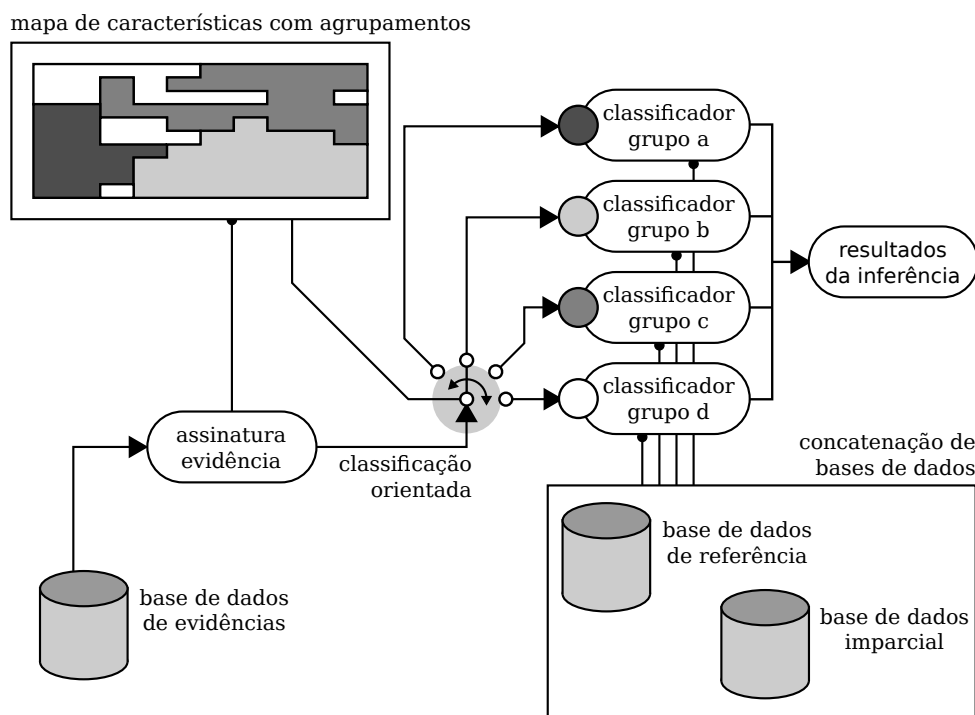 mapa de características com agrupamentos
classificador
grupo a
classificador
grupo b
classificador
grupo c
classificador
grupo d
resultados
da inferência
assinatura
evidência
classificação
orientada
concatenação de
bases de dados
base de dados
de referência
base de dados
de evidências
base de dados
imparcial